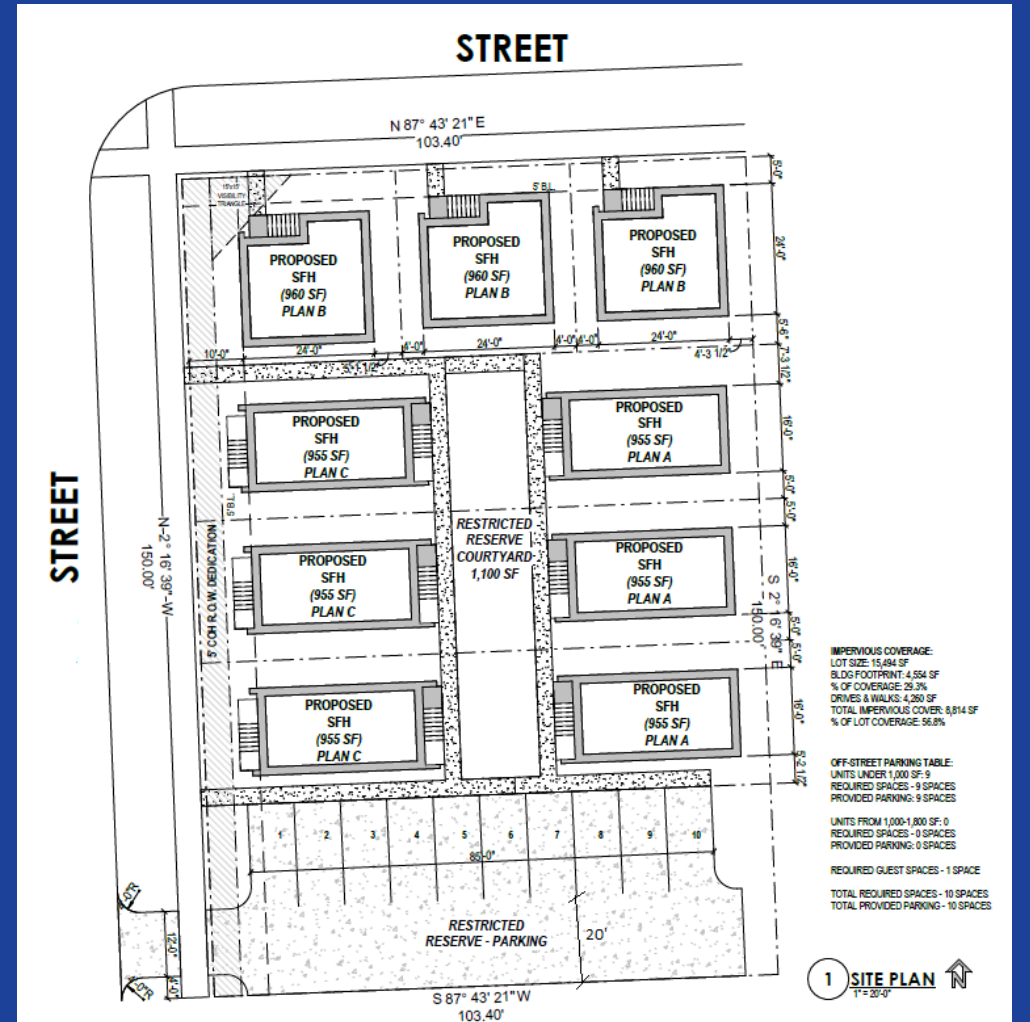 STREET
N 87° 43' 21" E
103.40'
15'x15'
VISIBILITY
TRIANGLE
5' B.L.
5'-0"
PROPOSED
SFH
(960 SF)
PLAN B
PROPOSED
SFH
(960 SF)
PLAN B
PROPOSED
SFH
(960 SF)
PLAN B
24'-0"
10'-0"
24'-0"
5'-1 1/2"
4'-0"
24'-0"
4'-0"
4'-0"
24'-0"
4'-3 1/2"
5'-6"
7'-3 1/2"
PROPOSED
SFH
(955 SF)
PLAN C
PROPOSED
SFH
(955 SF)
PLAN A
16'-0"
5'-0"
5'-0"
STREET
N-2° 16' 39"-W
150.00'
5' B.L.
5' COH R.O.W. DEDICATION
RESTRICTED
RESERVE
COURTYARD
1,100 SF
PROPOSED
SFH
(955 SF)
PLAN C
PROPOSED
SFH
(955 SF)
PLAN A
16'-0"
S 2° 16' 39" E
150.00'
5'-0"
5'-0"
PROPOSED
SFH
(955 SF)
PLAN C
PROPOSED
SFH
(955 SF)
PLAN A
16'-0"
5'-2 1/2"
IMPERVIOUS COVERAGE:
LOT SIZE: 15,494 SF
BLDG FOOTPRINT: 4,554 SF
% OF COVERAGE: 29.3%
DRIVES & WALKS: 4,260 SF
TOTAL IMPERVIOUS COVER: 8,814 SF
% OF LOT COVERAGE: 56.8%
OFF-STREET PARKING TABLE:
UNITS UNDER 1,000 SF: 9
REQUIRED SPACES - 9 SPACES
PROVIDED PARKING: 9 SPACES
UNITS FROM 1,000-1,800 SF: 0
REQUIRED SPACES - 0 SPACES
PROVIDED PARKING: 0 SPACES
REQUIRED GUEST SPACES - 1 SPACE
TOTAL REQUIRED SPACES - 10 SPACES
TOTAL PROVIDED PARKING - 10 SPACES
1 2 3 4 5 6 7 8 9 10
85'-0"
RESTRICTED
RESERVE - PARKING
20'
12'-0"
4'-0"
4'-0"R
S 87° 43' 21" W
103.40'
1 SITE PLAN N
1" = 20'-0"